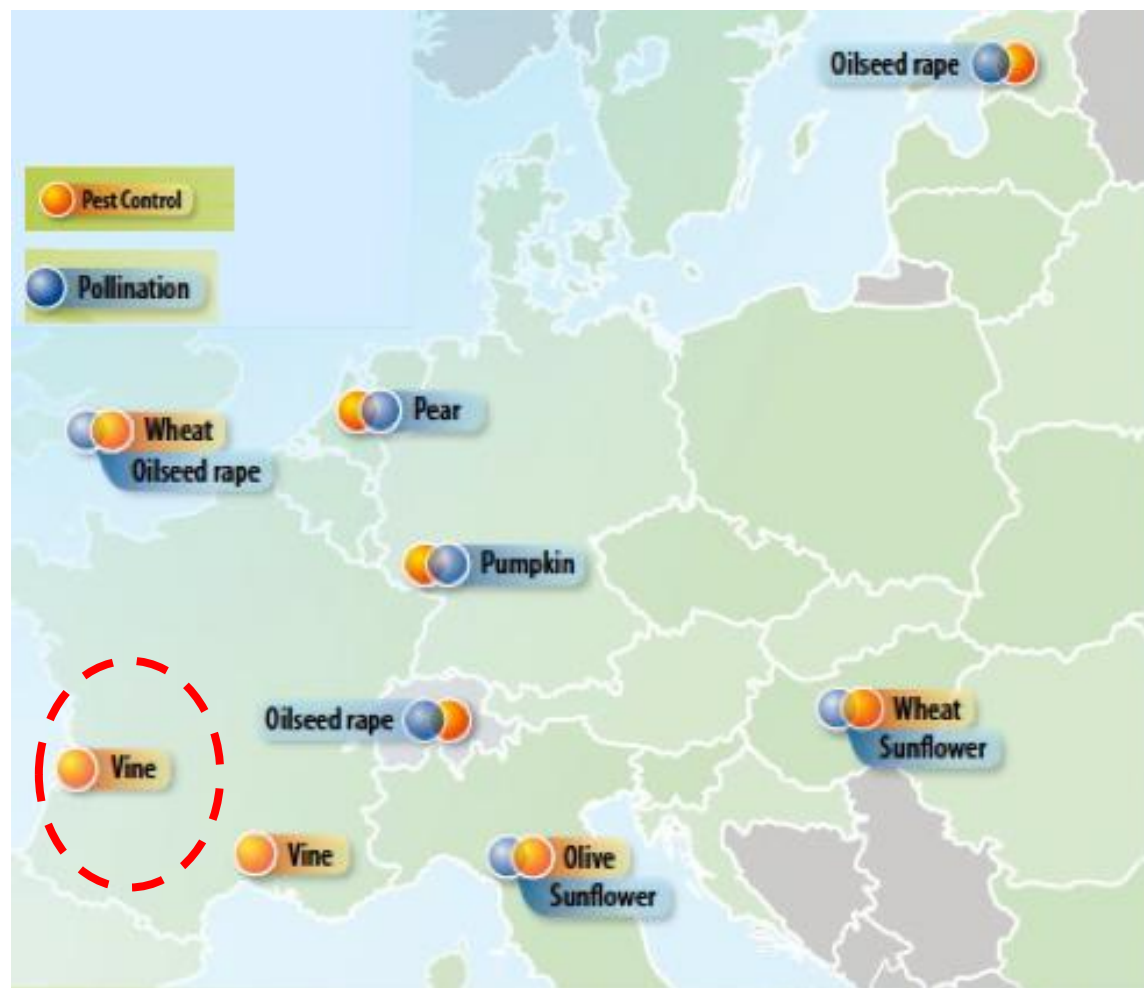 Oilseed rape
Pest Control
Pollination
Pear
Wheat
Oilseed rape
Pumpkin
Oilseed rape
Wheat
Sunflower
Vine
Vine
Olive
Sunflower